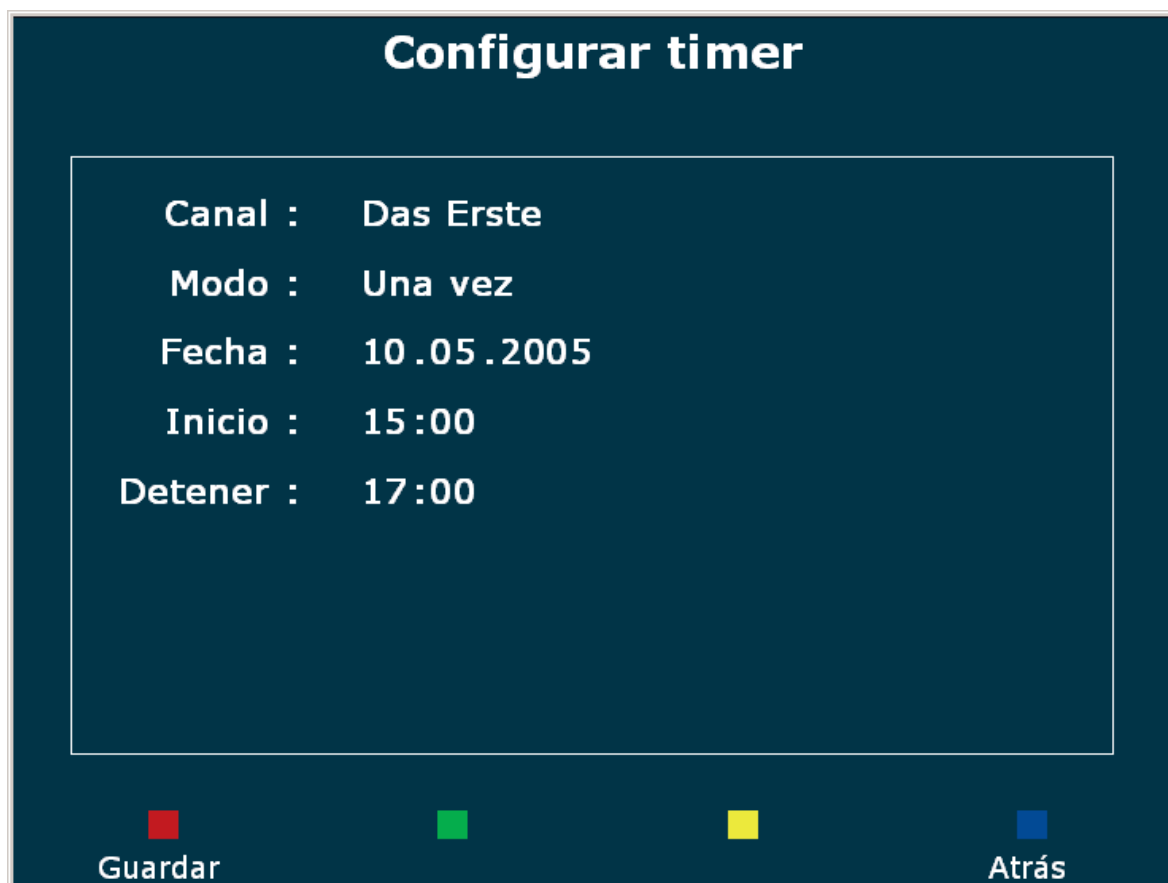 Configurar timer
Canal : Das Erste
Modo : Una vez
Fecha : 10.05.2005
Inicio : 15:00
Detener : 17:00
Guardar Atrás